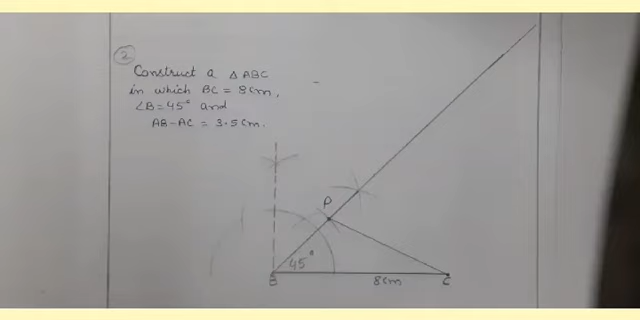 2
Construct a △ ABC
in which BC = 8cm,
∠B = 45° and
AB - AC = 3.5cm.
P
45°
B 8cm C